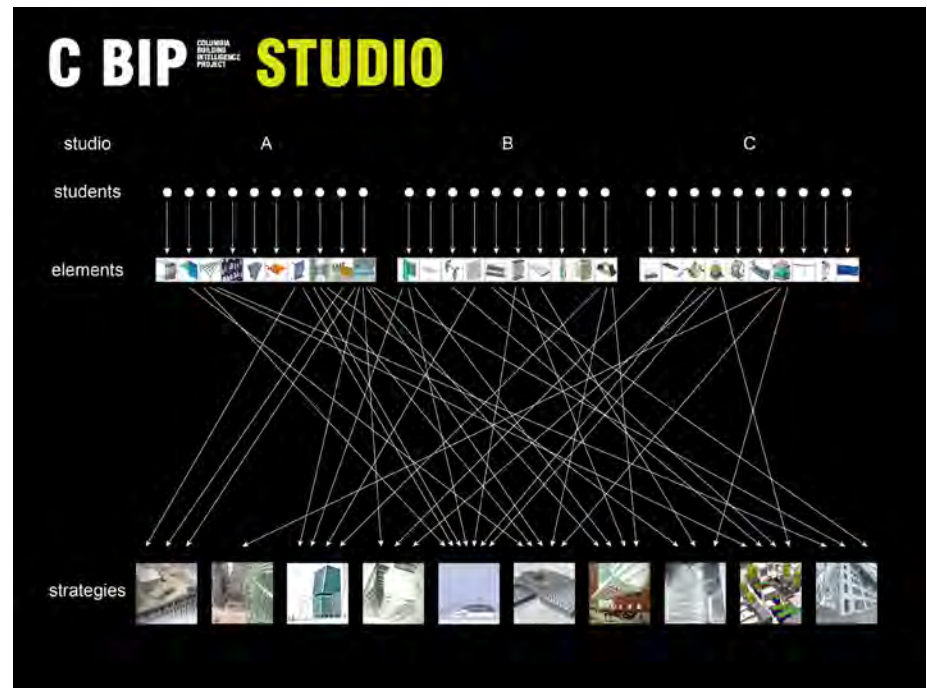 C BIP COLUMBIA BUILDING INTELLIGENCE PROJECT STUDIO
studio A B C
students
elements
strategies